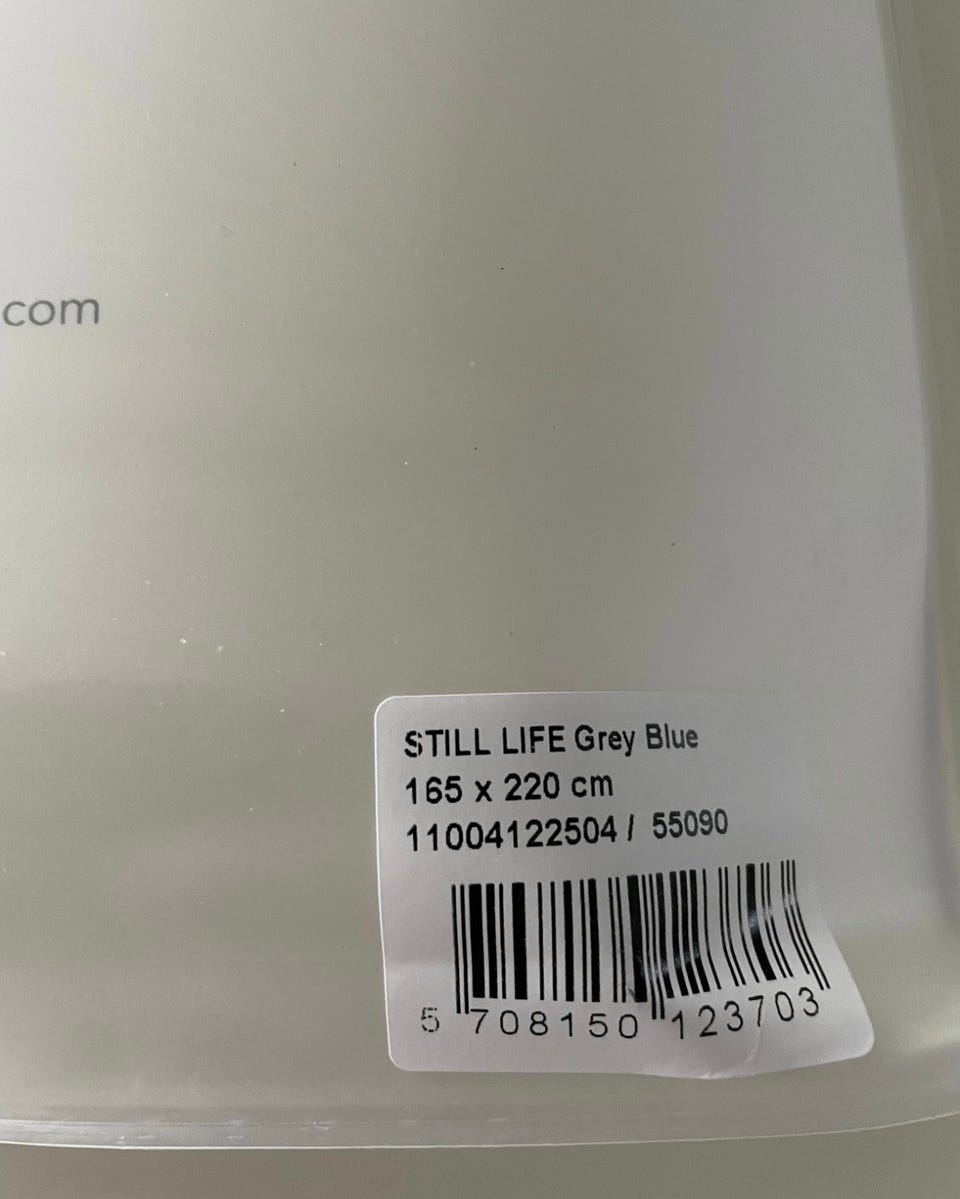 com
STILL LIFE Grey Blue
165 x 220 cm
11004122504 / 55090
5 708150 123703